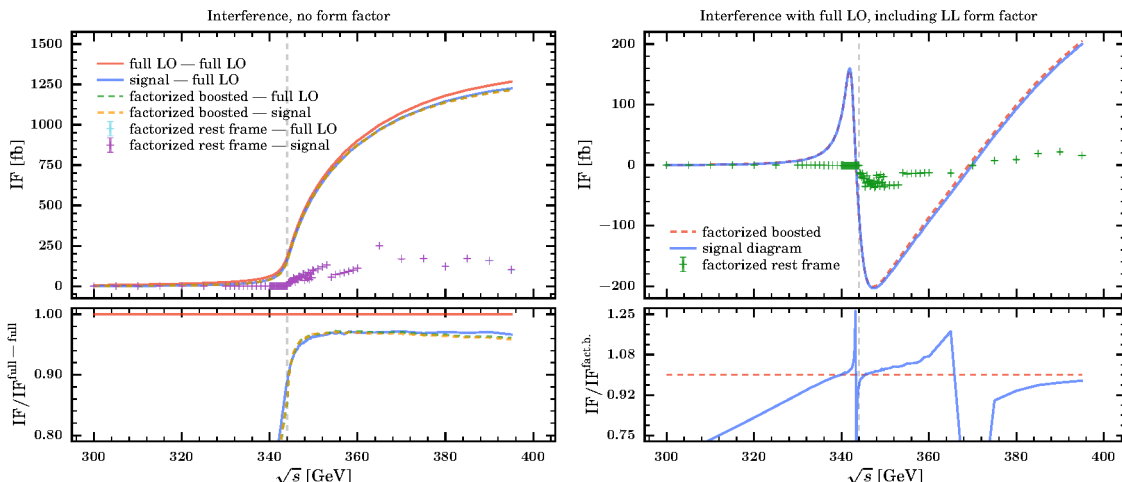 Interference, no form factor
1500
1250
1000
750
500
250
0
IF [fb]
full LO — full LO
signal — full LO
factorized boosted — full LO
factorized boosted — signal
factorized rest frame — full LO
factorized rest frame — signal
1.00
0.90
0.80
IF/IF^full − full
300 320 340 360 380 400
√s [GeV]
Interference with full LO, including LL form factor
200
100
0
−100
−200
IF [fb]
factorized boosted
signal diagram
factorized rest frame
1.25
1.08
0.92
0.75
IF/IF^fact.b.
300 320 340 360 380 400
√s [GeV]